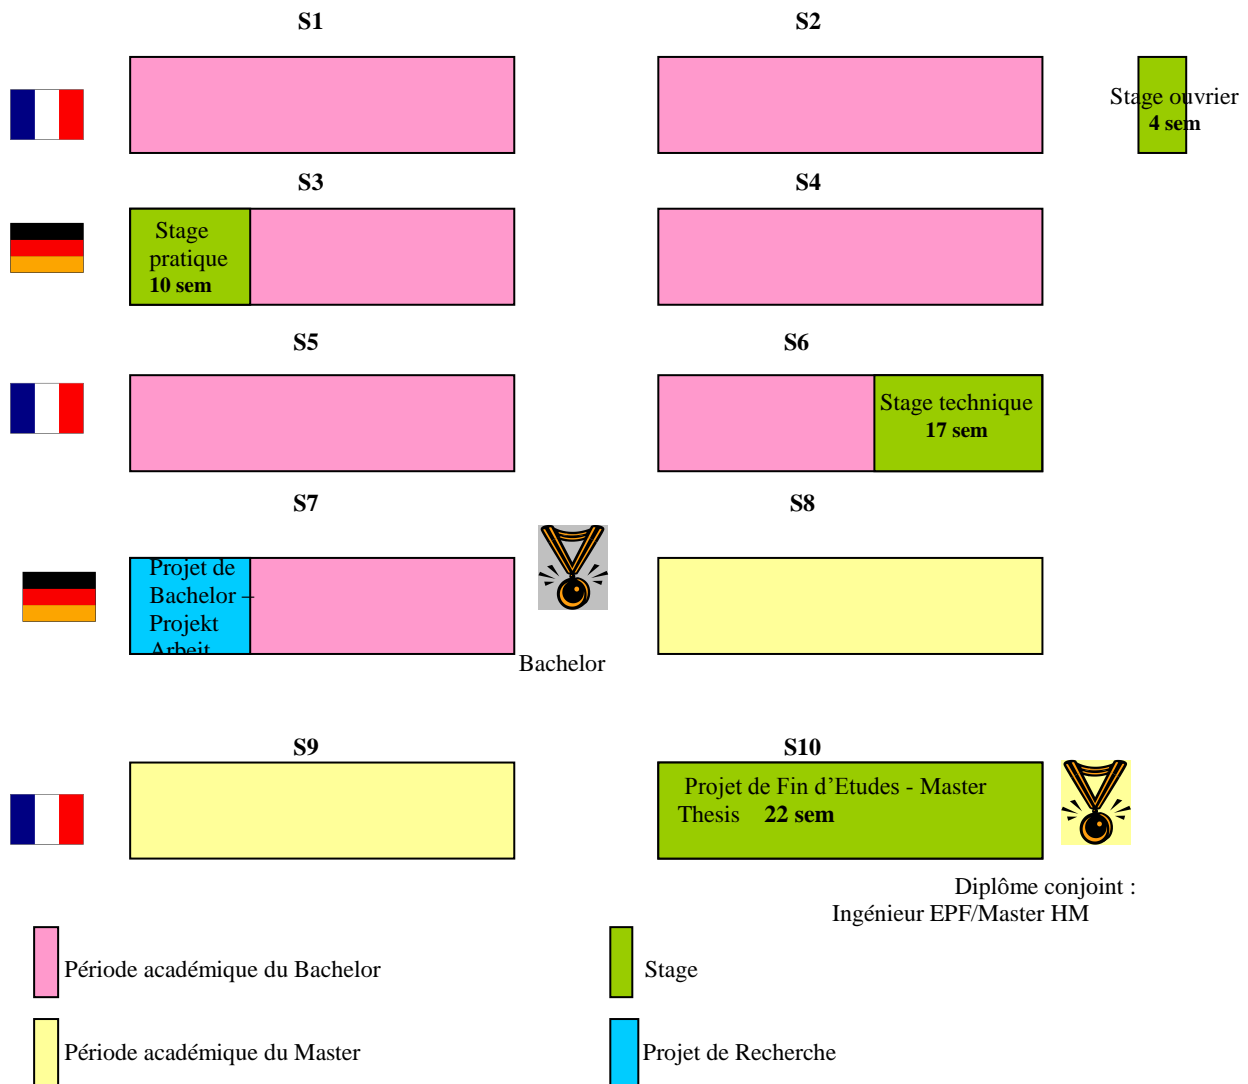 S1
S2
Stage ouvrier
4 sem
S3
S4
Stage
pratique
10 sem
S5
S6
Stage technique
17 sem
S7
S8
Projet de
Bachelor –
Projekt
Arbeit
Bachelor
S9
S10
Projet de Fin d’Etudes - Master
Thesis 22 sem
Diplôme conjoint :
Ingénieur EPF/Master HM
Période académique du Bachelor
Stage
Période académique du Master
Projet de Recherche